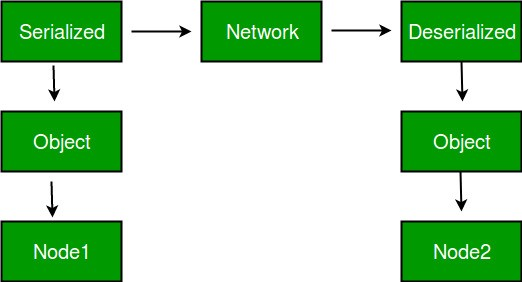 Serialized
Network
Deserialized
Object
Object
Node1
Node2